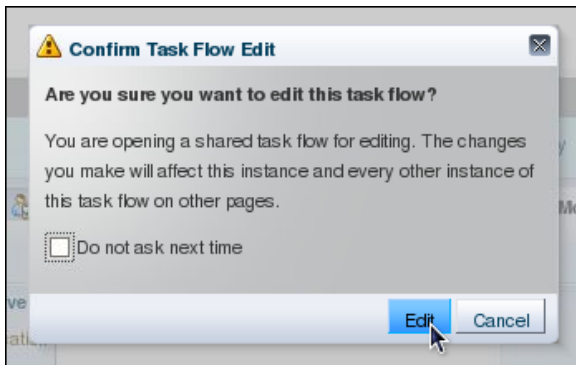 Confirm Task Flow Edit
Are you sure you want to edit this task flow?
You are opening a shared task flow for editing. The changes
you make will affect this instance and every other instance of
this task flow on other pages.
Do not ask next time
Edit Cancel